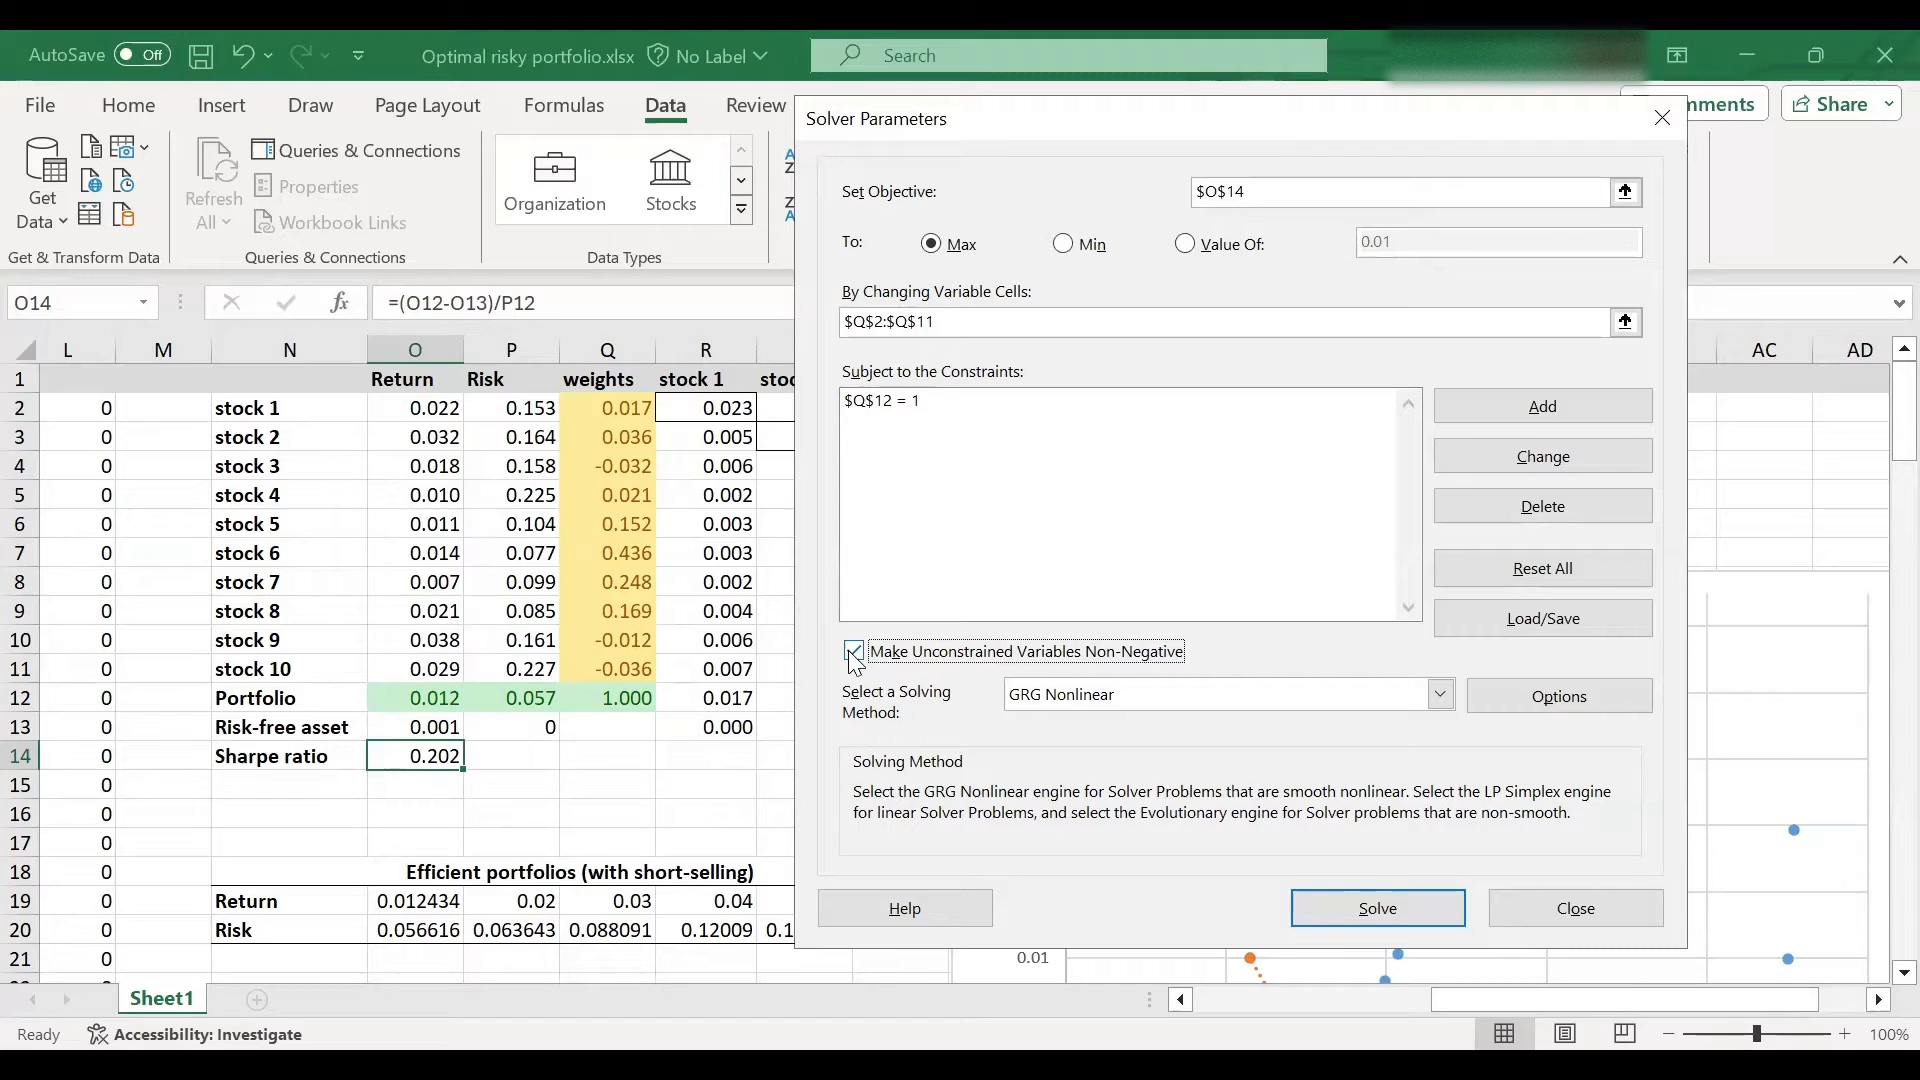 AutoSave Off Optimal risky portfolio.xlsx No Label Search
File Home Insert Draw Page Layout Formulas Data Review mments Share
Get Data
Refresh All
Queries & Connections
Properties
Workbook Links
Organization Stocks
Get & Transform Data Queries & Connections Data Types
O14 fx =(O12-O13)/P12
L M N O P Q R AC AD
1 Return Risk weights stock 1 stoc
2 0 stock 1 0.022 0.153 0.017 0.023
3 0 stock 2 0.032 0.164 0.036 0.005
4 0 stock 3 0.018 0.158 -0.032 0.006
5 0 stock 4 0.010 0.225 0.021 0.002
6 0 stock 5 0.011 0.104 0.152 0.003
7 0 stock 6 0.014 0.077 0.436 0.003
8 0 stock 7 0.007 0.099 0.248 0.002
9 0 stock 8 0.021 0.085 0.169 0.004
10 0 stock 9 0.038 0.161 -0.012 0.006
11 0 stock 10 0.029 0.227 -0.036 0.007
12 0 Portfolio 0.012 0.057 1.000 0.017
13 0 Risk-free asset 0.001 0 0.000
14 0 Sharpe ratio 0.202
15 0
16 0
17 0
18 0 Efficient portfolios (with short-selling)
19 0 Return 0.012434 0.02 0.03 0.04
20 0 Risk 0.056616 0.063643 0.088091 0.12009 0.1
21 0
0.01
Solver Parameters
Set Objective: $O$14
To: Max Min Value Of: 0.01
By Changing Variable Cells:
$Q$2:$Q$11
Subject to the Constraints:
$Q$12 = 1
Add
Change
Delete
Reset All
Load/Save
Make Unconstrained Variables Non-Negative
Select a Solving Method: GRG Nonlinear Options
Solving Method
Select the GRG Nonlinear engine for Solver Problems that are smooth nonlinear. Select the LP Simplex engine
for linear Solver Problems, and select the Evolutionary engine for Solver problems that are non-smooth.
Help Solve Close
Sheet1
Ready Accessibility: Investigate 100%